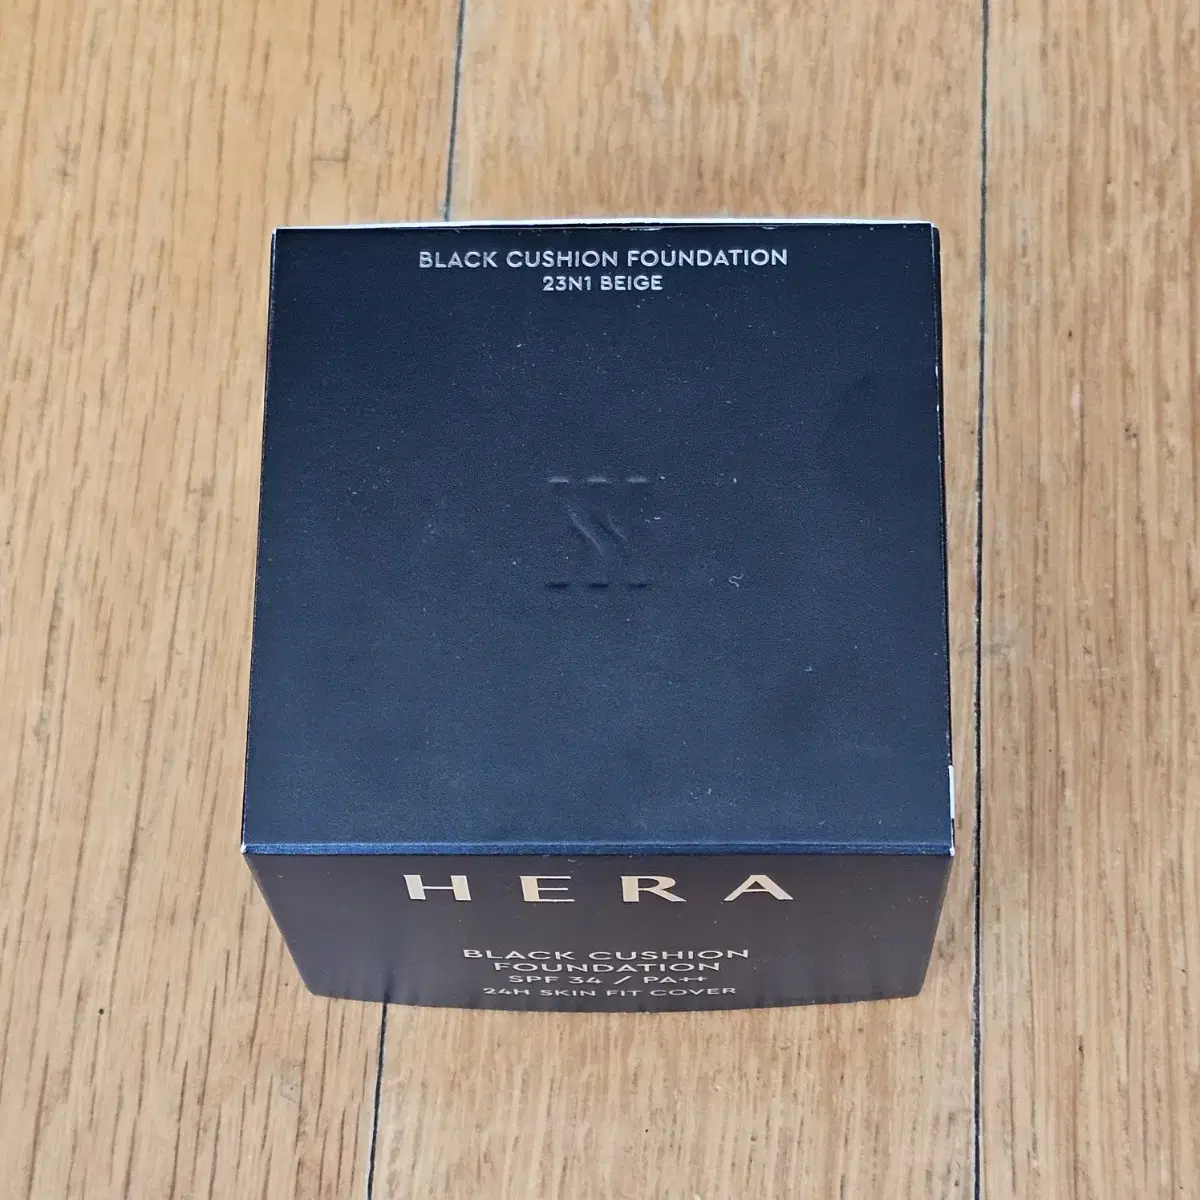 BLACK CUSHION FOUNDATION
23N1 BEIGE
HERA
BLACK CUSHION
FOUNDATION
SPF 34 / PA++
24H SKIN FIT COVER